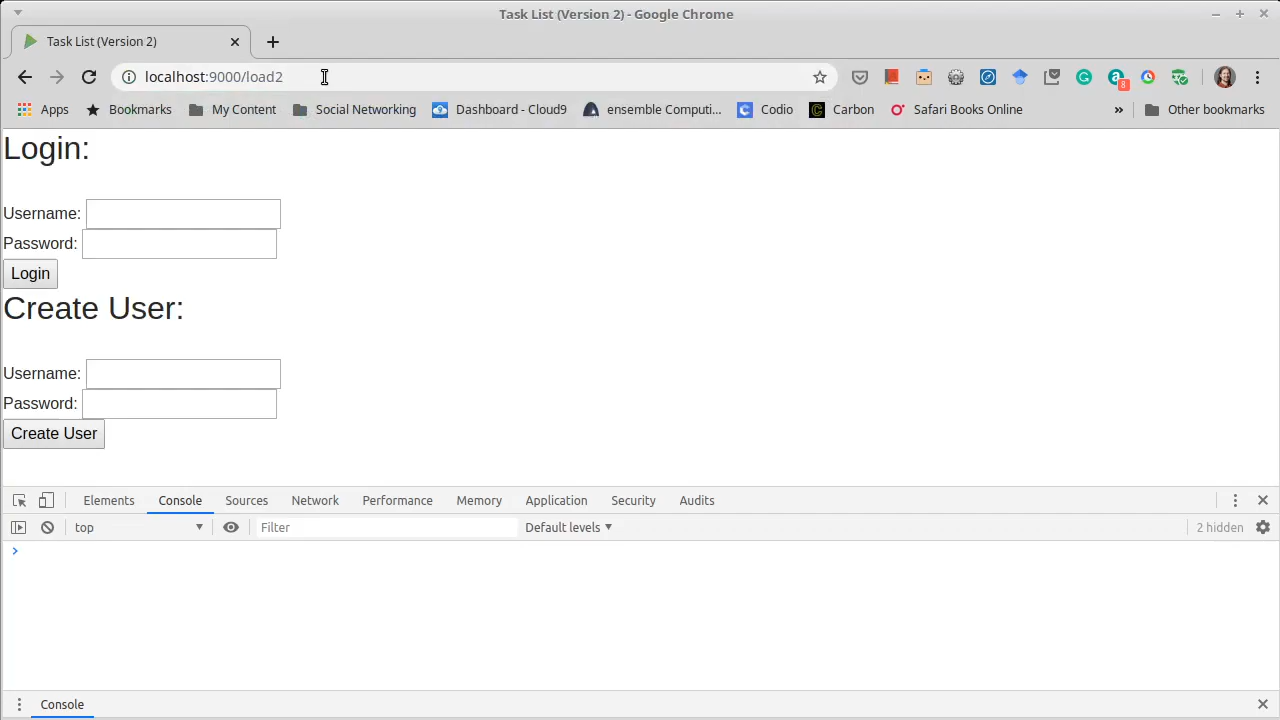 Task List (Version 2) - Google Chrome
Task List (Version 2)
localhost:9000/load2
8
Apps Bookmarks My Content Social Networking Dashboard - Cloud9 ensemble Computi... Codio Carbon Safari Books Online » Other bookmarks
Login:
Username:
Password:
Login
Create User:
Username:
Password:
Create User
Elements Console Sources Network Performance Memory Application Security Audits
top Filter Default levels 2 hidden
Console